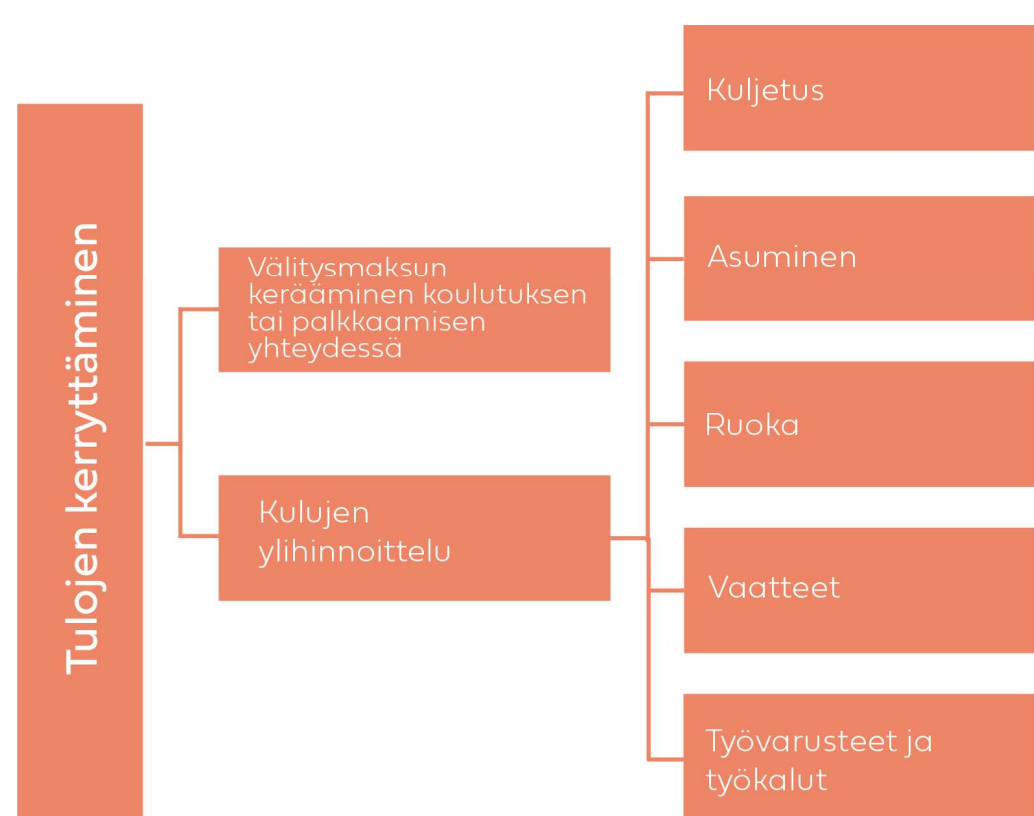 Tulojen kerryttäminen
Välitysmaksun
kerääminen koulutuksen
tai palkkaamisen
yhteydessä
Kulujen
ylihinnoittelu
Kuljetus
Asuminen
Ruoka
Vaatteet
Työvarusteet ja
työkalut